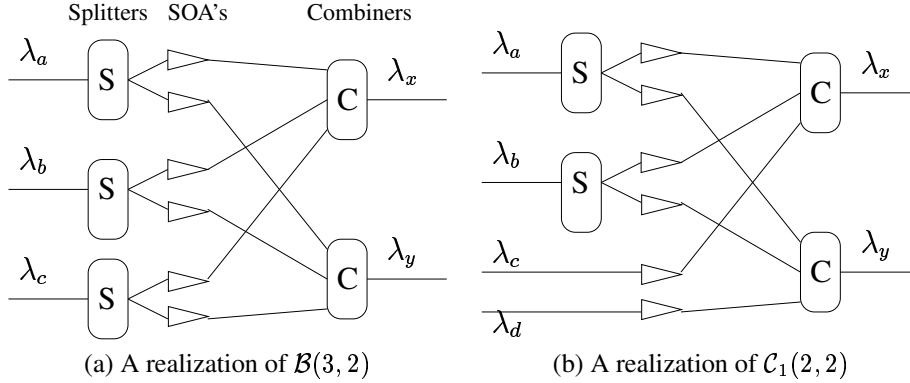 Splitters SOA's Combiners
λa
S
λb
S
λc
S
C
λx
C
λy
(a) A realization of B(3, 2)
λa
S
λb
S
λc
λd
C
λx
C
λy
(b) A realization of C1(2, 2)